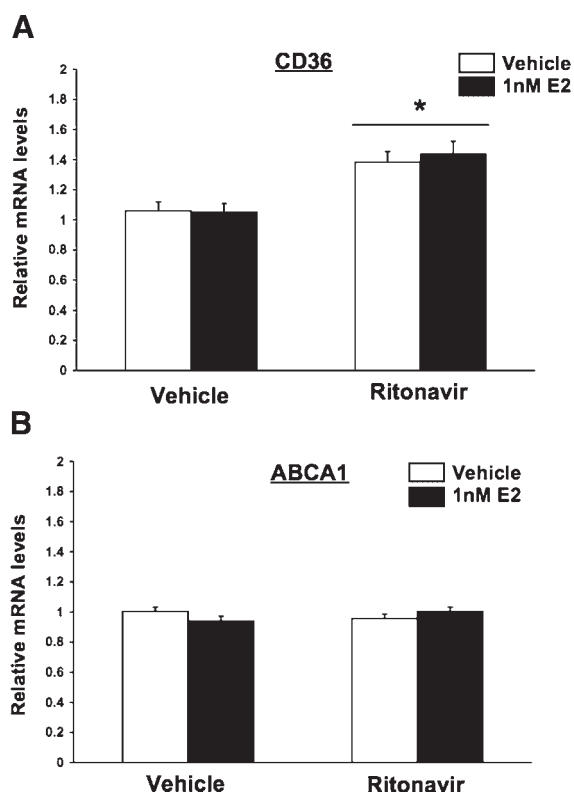 A
CD36
Vehicle
1nM E2
*
Relative mRNA levels
2
1.8
1.6
1.4
1.2
1
0.8
0.6
0.4
0.2
0
Vehicle
Ritonavir
B
ABCA1
Vehicle
1nM E2
Relative mRNA levels
2
1.8
1.6
1.4
1.2
1
0.8
0.6
0.4
0.2
0
Vehicle
Ritonavir